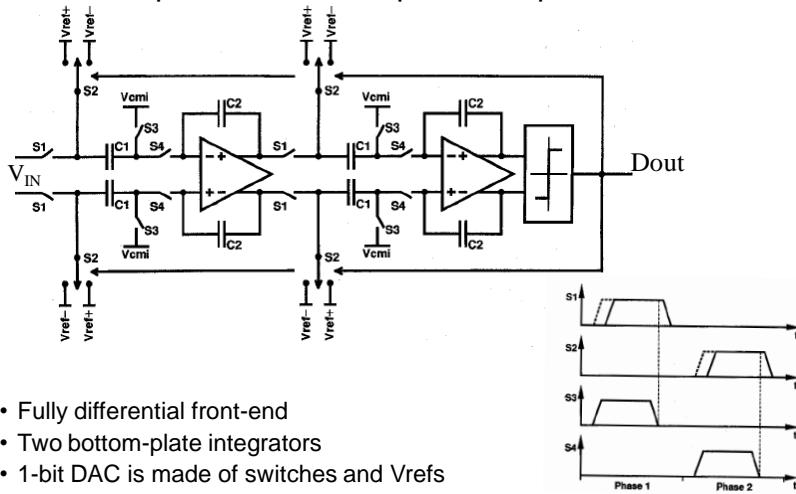 Vref+ Vref− Vref+ Vref−
S2 S2
Vcmi C2 Vcmi C2
S1 C1 S3 S4 S1 C1 S3 S4
− + − +
VIN Dout
+ − + −
S1 C1 S4 S1 C1 S4
S3 C2 S3 C2
S2 Vcmi S2 Vcmi
Vref− Vref+ Vref− Vref+
S1
t
S2
t
S3
t
S4
t
Phase 1 Phase 2
• Fully differential front-end
• Two bottom-plate integrators
• 1-bit DAC is made of switches and Vrefs